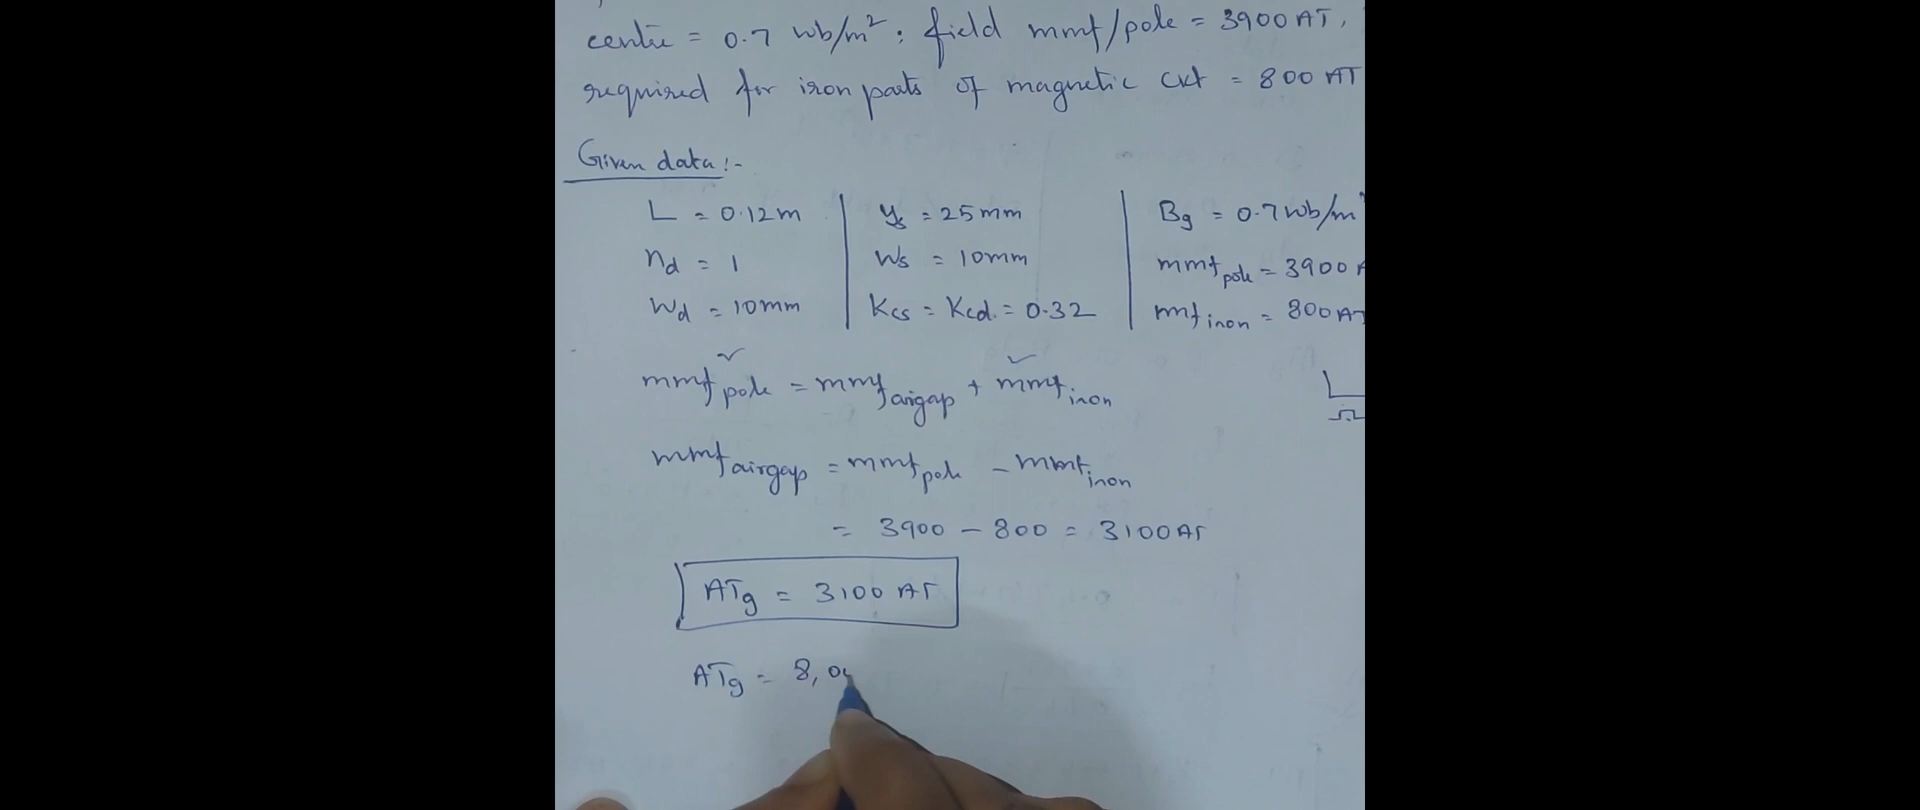 centre = 0.7 wb/m²; field mmf/pole = 3900 AT,
required for iron parts of magnetic ckt = 800 AT
Given data:-
L = 0.12m
nd = 1
Wd = 10mm
ys = 25mm
Ws = 10mm
Kcs = Kcd = 0.32
Bg = 0.7 wb/m
mmf pole = 3900 A
mmf iron = 800 AT
mmf pole = mmf airgap + mmf iron
mmf airgap = mmf pole - mmf iron
= 3900 - 800 = 3100 AT
ATg = 3100 AT
ATg = 8,0